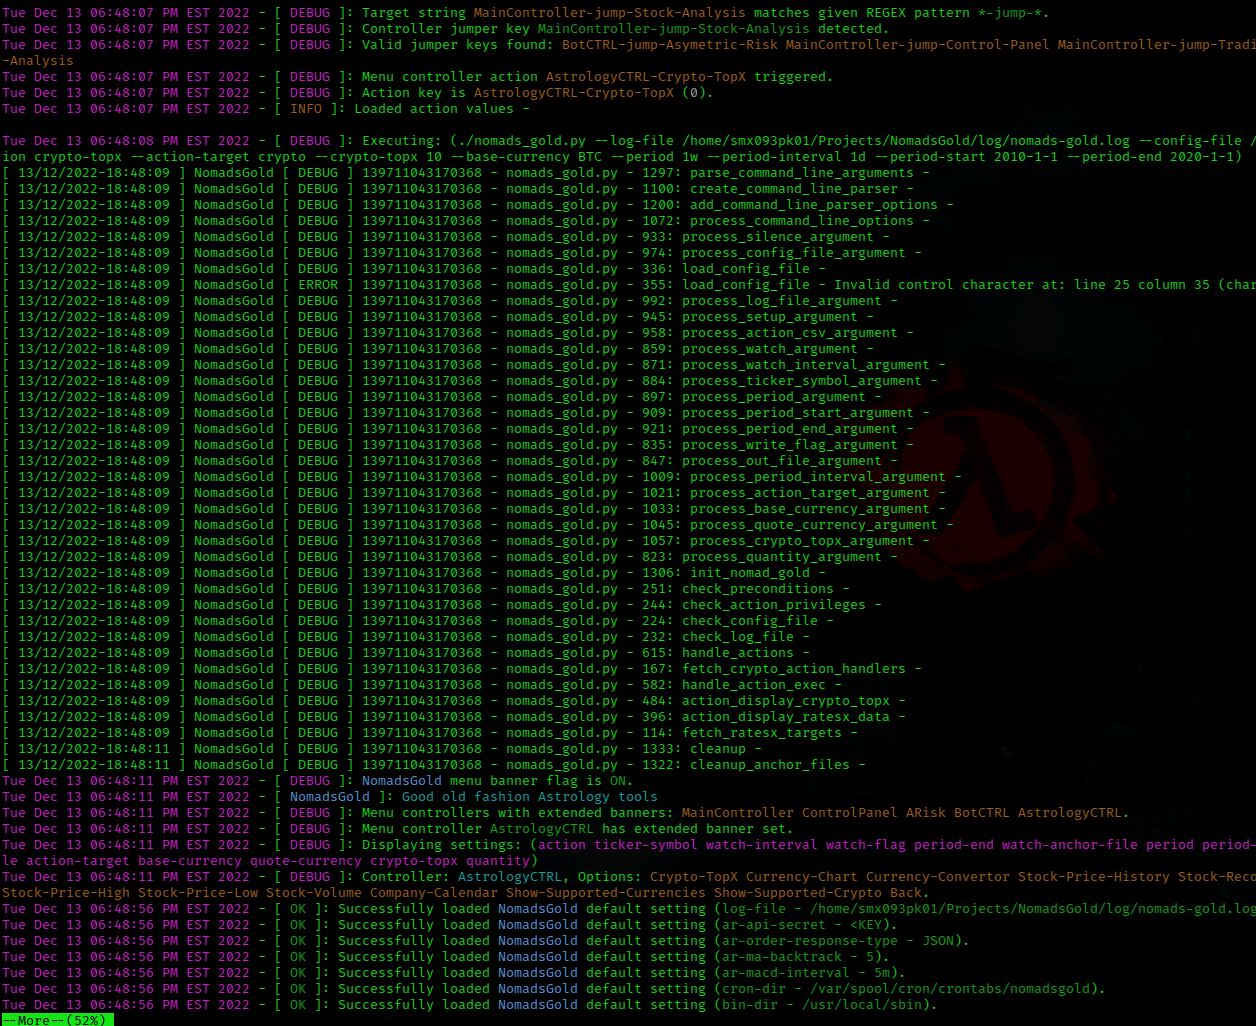 Tue Dec 13 06:48:07 PM EST 2022 - [ DEBUG ]: Target string MainController-jump-Stock-Analysis matches given REGEX pattern *-jump-*.
Tue Dec 13 06:48:07 PM EST 2022 - [ DEBUG ]: Controller jumper key MainController-jump-Stock-Analysis detected.
Tue Dec 13 06:48:07 PM EST 2022 - [ DEBUG ]: Valid jumper keys found: BotCTRL-jump-Asymetric-Risk MainController-jump-Control-Panel MainController-jump-Tradi
-Analysis
Tue Dec 13 06:48:07 PM EST 2022 - [ DEBUG ]: Menu controller action AstrologyCTRL-Crypto-TopX triggered.
Tue Dec 13 06:48:07 PM EST 2022 - [ DEBUG ]: Action key is AstrologyCTRL-Crypto-TopX (0).
Tue Dec 13 06:48:07 PM EST 2022 - [ INFO ]: Loaded action values -
Tue Dec 13 06:48:08 PM EST 2022 - [ DEBUG ]: Executing: (./nomads_gold.py --log-file /home/smx093pk01/Projects/NomadsGold/log/nomads-gold.log --config-file /
ion crypto-topx --action-target crypto --crypto-topx 10 --base-currency BTC --period 1w --period-interval 1d --period-start 2010-1-1 --period-end 2020-1-1)
[ 13/12/2022-18:48:09 ] NomadsGold [ DEBUG ] 139711043170368 - nomads_gold.py - 1297: parse_command_line_arguments -
[ 13/12/2022-18:48:09 ] NomadsGold [ DEBUG ] 139711043170368 - nomads_gold.py - 1100: create_command_line_parser -
[ 13/12/2022-18:48:09 ] NomadsGold [ DEBUG ] 139711043170368 - nomads_gold.py - 1200: add_command_line_parser_options -
[ 13/12/2022-18:48:09 ] NomadsGold [ DEBUG ] 139711043170368 - nomads_gold.py - 1072: process_command_line_options -
[ 13/12/2022-18:48:09 ] NomadsGold [ DEBUG ] 139711043170368 - nomads_gold.py - 933: process_silence_argument -
[ 13/12/2022-18:48:09 ] NomadsGold [ DEBUG ] 139711043170368 - nomads_gold.py - 974: process_config_file_argument -
[ 13/12/2022-18:48:09 ] NomadsGold [ DEBUG ] 139711043170368 - nomads_gold.py - 336: load_config_file -
[ 13/12/2022-18:48:09 ] NomadsGold [ ERROR ] 139711043170368 - nomads_gold.py - 355: load_config_file - Invalid control character at: line 25 column 35 (char
[ 13/12/2022-18:48:09 ] NomadsGold [ DEBUG ] 139711043170368 - nomads_gold.py - 992: process_log_file_argument -
[ 13/12/2022-18:48:09 ] NomadsGold [ DEBUG ] 139711043170368 - nomads_gold.py - 945: process_setup_argument -
[ 13/12/2022-18:48:09 ] NomadsGold [ DEBUG ] 139711043170368 - nomads_gold.py - 958: process_action_csv_argument -
[ 13/12/2022-18:48:09 ] NomadsGold [ DEBUG ] 139711043170368 - nomads_gold.py - 859: process_watch_argument -
[ 13/12/2022-18:48:09 ] NomadsGold [ DEBUG ] 139711043170368 - nomads_gold.py - 871: process_watch_interval_argument -
[ 13/12/2022-18:48:09 ] NomadsGold [ DEBUG ] 139711043170368 - nomads_gold.py - 884: process_ticker_symbol_argument -
[ 13/12/2022-18:48:09 ] NomadsGold [ DEBUG ] 139711043170368 - nomads_gold.py - 897: process_period_argument -
[ 13/12/2022-18:48:09 ] NomadsGold [ DEBUG ] 139711043170368 - nomads_gold.py - 909: process_period_start_argument -
[ 13/12/2022-18:48:09 ] NomadsGold [ DEBUG ] 139711043170368 - nomads_gold.py - 921: process_period_end_argument -
[ 13/12/2022-18:48:09 ] NomadsGold [ DEBUG ] 139711043170368 - nomads_gold.py - 835: process_write_flag_argument -
[ 13/12/2022-18:48:09 ] NomadsGold [ DEBUG ] 139711043170368 - nomads_gold.py - 847: process_out_file_argument -
[ 13/12/2022-18:48:09 ] NomadsGold [ DEBUG ] 139711043170368 - nomads_gold.py - 1009: process_period_interval_argument -
[ 13/12/2022-18:48:09 ] NomadsGold [ DEBUG ] 139711043170368 - nomads_gold.py - 1021: process_action_target_argument -
[ 13/12/2022-18:48:09 ] NomadsGold [ DEBUG ] 139711043170368 - nomads_gold.py - 1033: process_base_currency_argument -
[ 13/12/2022-18:48:09 ] NomadsGold [ DEBUG ] 139711043170368 - nomads_gold.py - 1045: process_quote_currency_argument -
[ 13/12/2022-18:48:09 ] NomadsGold [ DEBUG ] 139711043170368 - nomads_gold.py - 1057: process_crypto_topx_argument -
[ 13/12/2022-18:48:09 ] NomadsGold [ DEBUG ] 139711043170368 - nomads_gold.py - 823: process_quantity_argument -
[ 13/12/2022-18:48:09 ] NomadsGold [ DEBUG ] 139711043170368 - nomads_gold.py - 1306: init_nomad_gold -
[ 13/12/2022-18:48:09 ] NomadsGold [ DEBUG ] 139711043170368 - nomads_gold.py - 251: check_preconditions -
[ 13/12/2022-18:48:09 ] NomadsGold [ DEBUG ] 139711043170368 - nomads_gold.py - 244: check_action_privileges -
[ 13/12/2022-18:48:09 ] NomadsGold [ DEBUG ] 139711043170368 - nomads_gold.py - 224: check_config_file -
[ 13/12/2022-18:48:09 ] NomadsGold [ DEBUG ] 139711043170368 - nomads_gold.py - 232: check_log_file -
[ 13/12/2022-18:48:09 ] NomadsGold [ DEBUG ] 139711043170368 - nomads_gold.py - 615: handle_actions -
[ 13/12/2022-18:48:09 ] NomadsGold [ DEBUG ] 139711043170368 - nomads_gold.py - 167: fetch_crypto_action_handlers -
[ 13/12/2022-18:48:09 ] NomadsGold [ DEBUG ] 139711043170368 - nomads_gold.py - 582: handle_action_exec -
[ 13/12/2022-18:48:09 ] NomadsGold [ DEBUG ] 139711043170368 - nomads_gold.py - 484: action_display_crypto_topx -
[ 13/12/2022-18:48:09 ] NomadsGold [ DEBUG ] 139711043170368 - nomads_gold.py - 396: action_display_ratesx_data -
[ 13/12/2022-18:48:09 ] NomadsGold [ DEBUG ] 139711043170368 - nomads_gold.py - 114: fetch_ratesx_targets -
[ 13/12/2022-18:48:11 ] NomadsGold [ DEBUG ] 139711043170368 - nomads_gold.py - 1333: cleanup -
[ 13/12/2022-18:48:11 ] NomadsGold [ DEBUG ] 139711043170368 - nomads_gold.py - 1322: cleanup_anchor_files -
Tue Dec 13 06:48:11 PM EST 2022 - [ DEBUG ]: NomadsGold menu banner flag is ON.
Tue Dec 13 06:48:11 PM EST 2022 - [ NomadsGold ]: Good old fashion Astrology tools
Tue Dec 13 06:48:11 PM EST 2022 - [ DEBUG ]: Menu controllers with extended banners: MainController ControlPanel ARisk BotCTRL AstrologyCTRL.
Tue Dec 13 06:48:11 PM EST 2022 - [ DEBUG ]: Menu controller AstrologyCTRL has extended banner set.
Tue Dec 13 06:48:11 PM EST 2022 - [ DEBUG ]: Displaying settings: (action ticker-symbol watch-interval watch-flag period-end watch-anchor-file period period-
le action-target base-currency quote-currency crypto-topx quantity)
Tue Dec 13 06:48:11 PM EST 2022 - [ DEBUG ]: Controller: AstrologyCTRL, Options: Crypto-TopX Currency-Chart Currency-Convertor Stock-Price-History Stock-Reco
Stock-Price-High Stock-Price-Low Stock-Volume Company-Calendar Show-Supported-Currencies Show-Supported-Crypto Back.
Tue Dec 13 06:48:56 PM EST 2022 - [ OK ]: Successfully loaded NomadsGold default setting (log-file - /home/smx093pk01/Projects/NomadsGold/log/nomads-gold.log
Tue Dec 13 06:48:56 PM EST 2022 - [ OK ]: Successfully loaded NomadsGold default setting (ar-api-secret - <KEY).
Tue Dec 13 06:48:56 PM EST 2022 - [ OK ]: Successfully loaded NomadsGold default setting (ar-order-response-type - JSON).
Tue Dec 13 06:48:56 PM EST 2022 - [ OK ]: Successfully loaded NomadsGold default setting (ar-ma-backtrack - 5).
Tue Dec 13 06:48:56 PM EST 2022 - [ OK ]: Successfully loaded NomadsGold default setting (ar-macd-interval - 5m).
Tue Dec 13 06:48:56 PM EST 2022 - [ OK ]: Successfully loaded NomadsGold default setting (cron-dir - /var/spool/cron/crontabs/nomadsgold).
Tue Dec 13 06:48:56 PM EST 2022 - [ OK ]: Successfully loaded NomadsGold default setting (bin-dir - /usr/local/sbin).
--More--(52%)